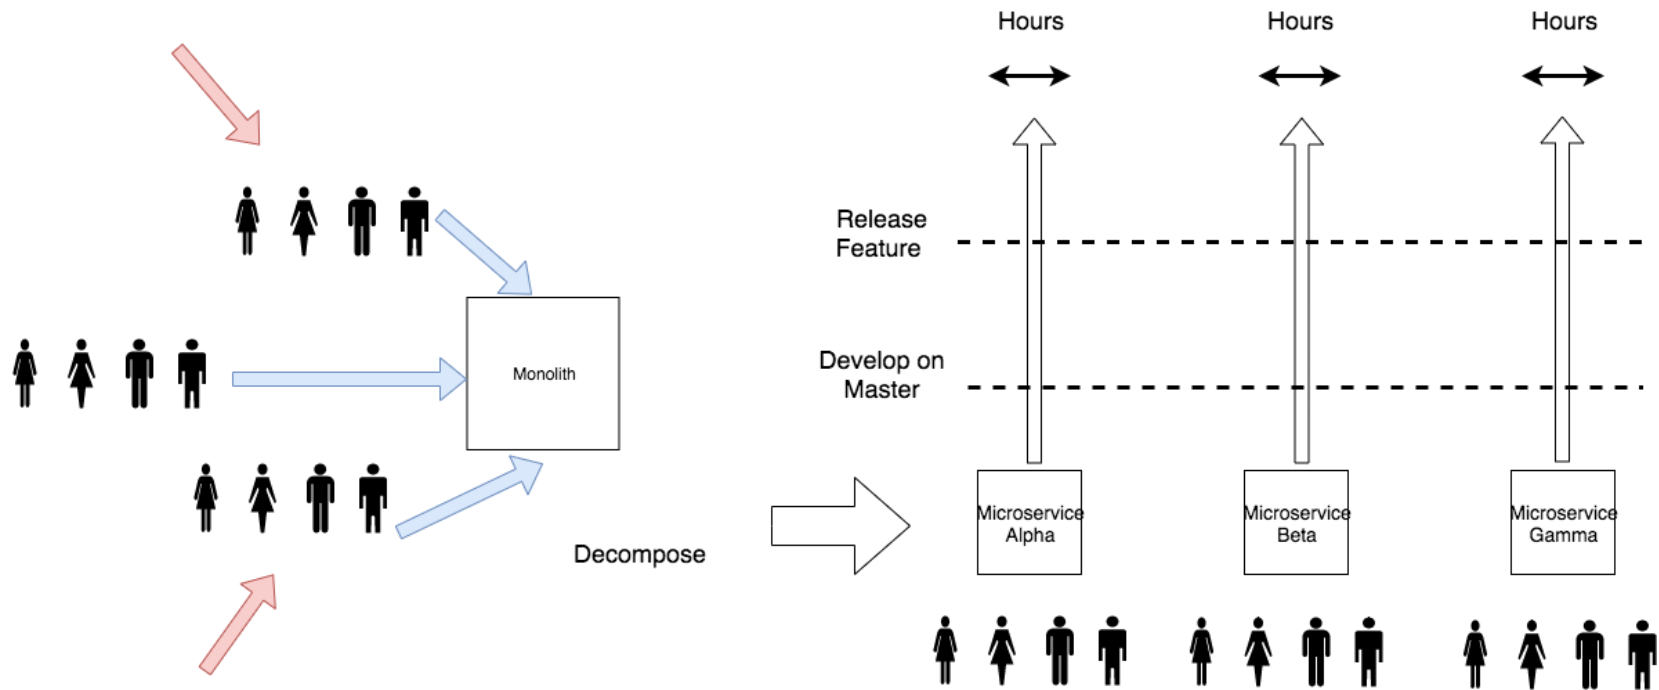 Hours
Hours
Hours
Release
Feature
Develop on
Master
Monolith
Decompose
Microservice
Alpha
Microservice
Beta
Microservice
Gamma